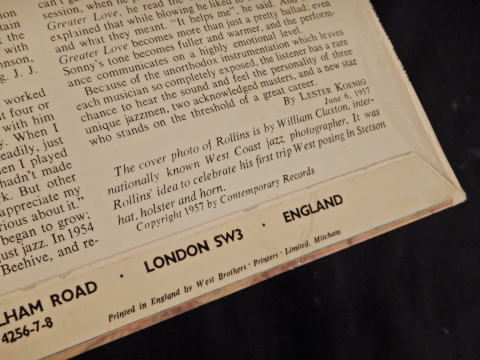 tain
the
with
nson,
g. J. J.
worked
t four or
with him
y. When I
eadily, just
hen I played
hadn't made
k. But other
appreciate my
rious about it."
began to grow;
ust jazz. In 1954
Beehive, and re-
session, when he
Greater Love, he read the
explained that while blowing he liked to
and what they meant. "It helps me", he said. And
Greater Love becomes more than just a pretty ballad; even
Sonny's tone becomes fuller and warmer, and the perform-
ance communicates on a highly emotional level.
Because of the unorthodox instrumentation which leaves
each musician so completely exposed, the listener has a rare
chance to hear the sound and feel the personality of three
unique jazzmen, two acknowledged masters, and a new star
who stands on the threshold of a great career.
By Lester Koenig
June 6, 1957
The cover photo of Rollins is by William Claxton, inter-
nationally known West Coast jazz photographer. It was
Rollins' idea to celebrate his first trip West posing in Stetson
hat, holster and horn.
Copyright 1957 by Contemporary Records
LHAM ROAD · LONDON SW3 · ENGLAND
4256-7-8
Printed in England by West Brothers · Printers · Limited, Mitcham